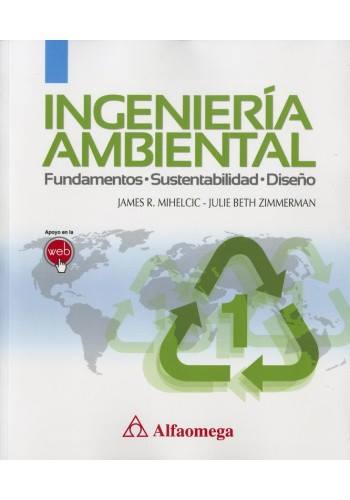 INGENIERÍA
AMBIENTAL
Fundamentos • Sustentabilidad • Diseño
JAMES R. MIHELCIC - JULIE BETH ZIMMERMAN
Apoyo en la
web
1
Alfaomega